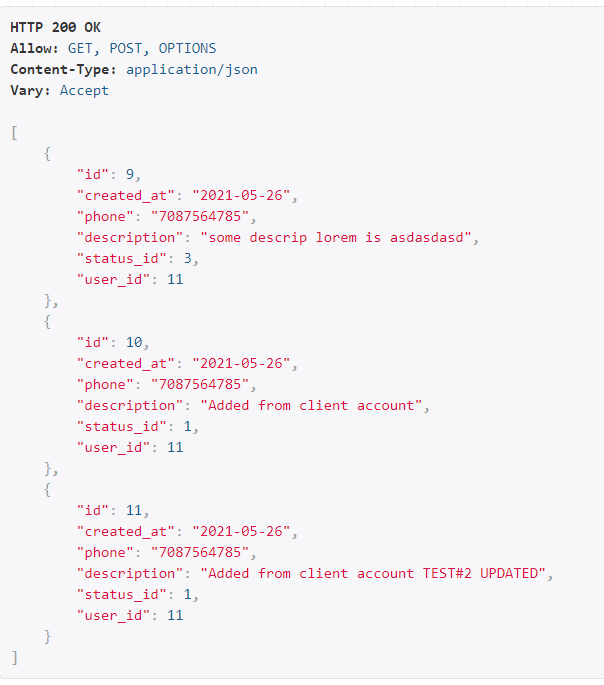 HTTP 200 OK
Allow: GET, POST, OPTIONS
Content-Type: application/json
Vary: Accept

[
    {
        "id": 9,
        "created_at": "2021-05-26",
        "phone": "7087564785",
        "description": "some descrip lorem is asdasdasd",
        "status_id": 3,
        "user_id": 11
    },
    {
        "id": 10,
        "created_at": "2021-05-26",
        "phone": "7087564785",
        "description": "Added from client account",
        "status_id": 1,
        "user_id": 11
    },
    {
        "id": 11,
        "created_at": "2021-05-26",
        "phone": "7087564785",
        "description": "Added from client account TEST#2 UPDATED",
        "status_id": 1,
        "user_id": 11
    }
]